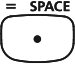 = SPACE
•